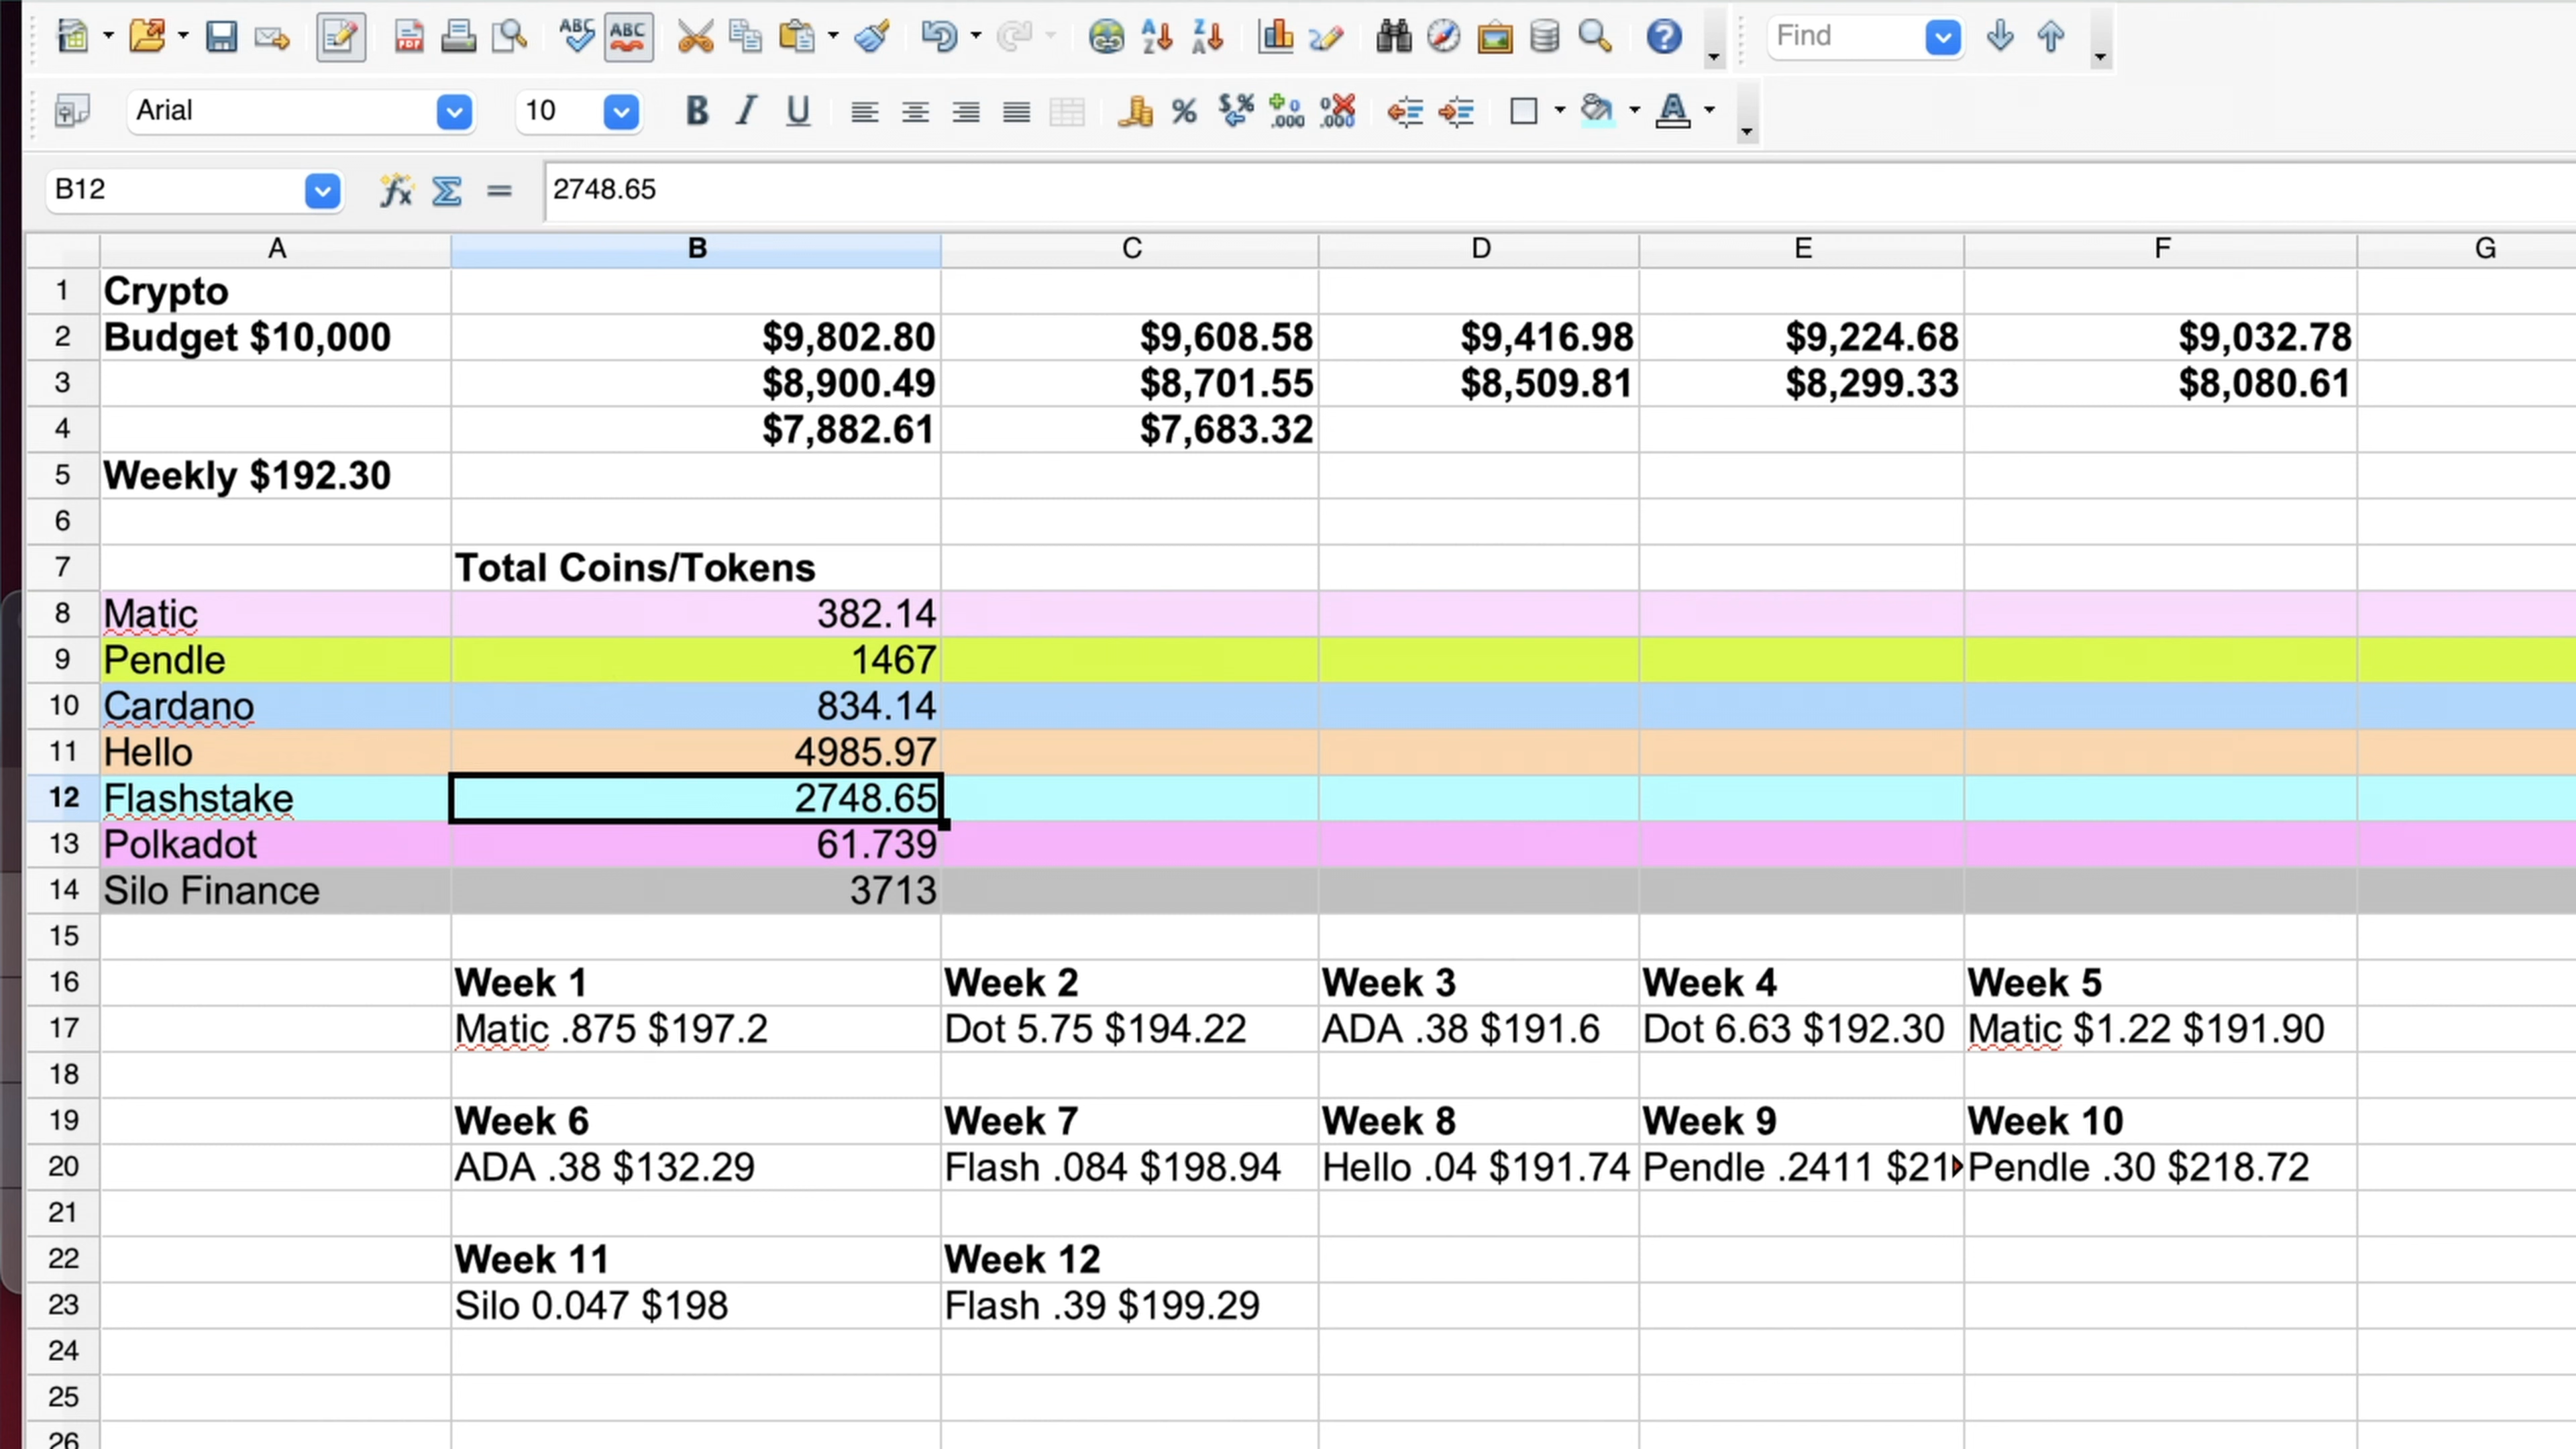 Find
Arial 10
B12 2748.65
A B C D E F G
1 Crypto
2 Budget $10,000 $9,802.80 $9,608.58 $9,416.98 $9,224.68 $9,032.78
3 $8,900.49 $8,701.55 $8,509.81 $8,299.33 $8,080.61
4 $7,882.61 $7,683.32
5 Weekly $192.30
6
7 Total Coins/Tokens
8 Matic 382.14
9 Pendle 1467
10 Cardano 834.14
11 Hello 4985.97
12 Flashstake 2748.65
13 Polkadot 61.739
14 Silo Finance 3713
15
16 Week 1 Week 2 Week 3 Week 4 Week 5
17 Matic .875 $197.2 Dot 5.75 $194.22 ADA .38 $191.6 Dot 6.63 $192.30 Matic $1.22 $191.90
18
19 Week 6 Week 7 Week 8 Week 9 Week 10
20 ADA .38 $132.29 Flash .084 $198.94 Hello .04 $191.74 Pendle .2411 $21 Pendle .30 $218.72
21
22 Week 11 Week 12
23 Silo 0.047 $198 Flash .39 $199.29
24
25
26